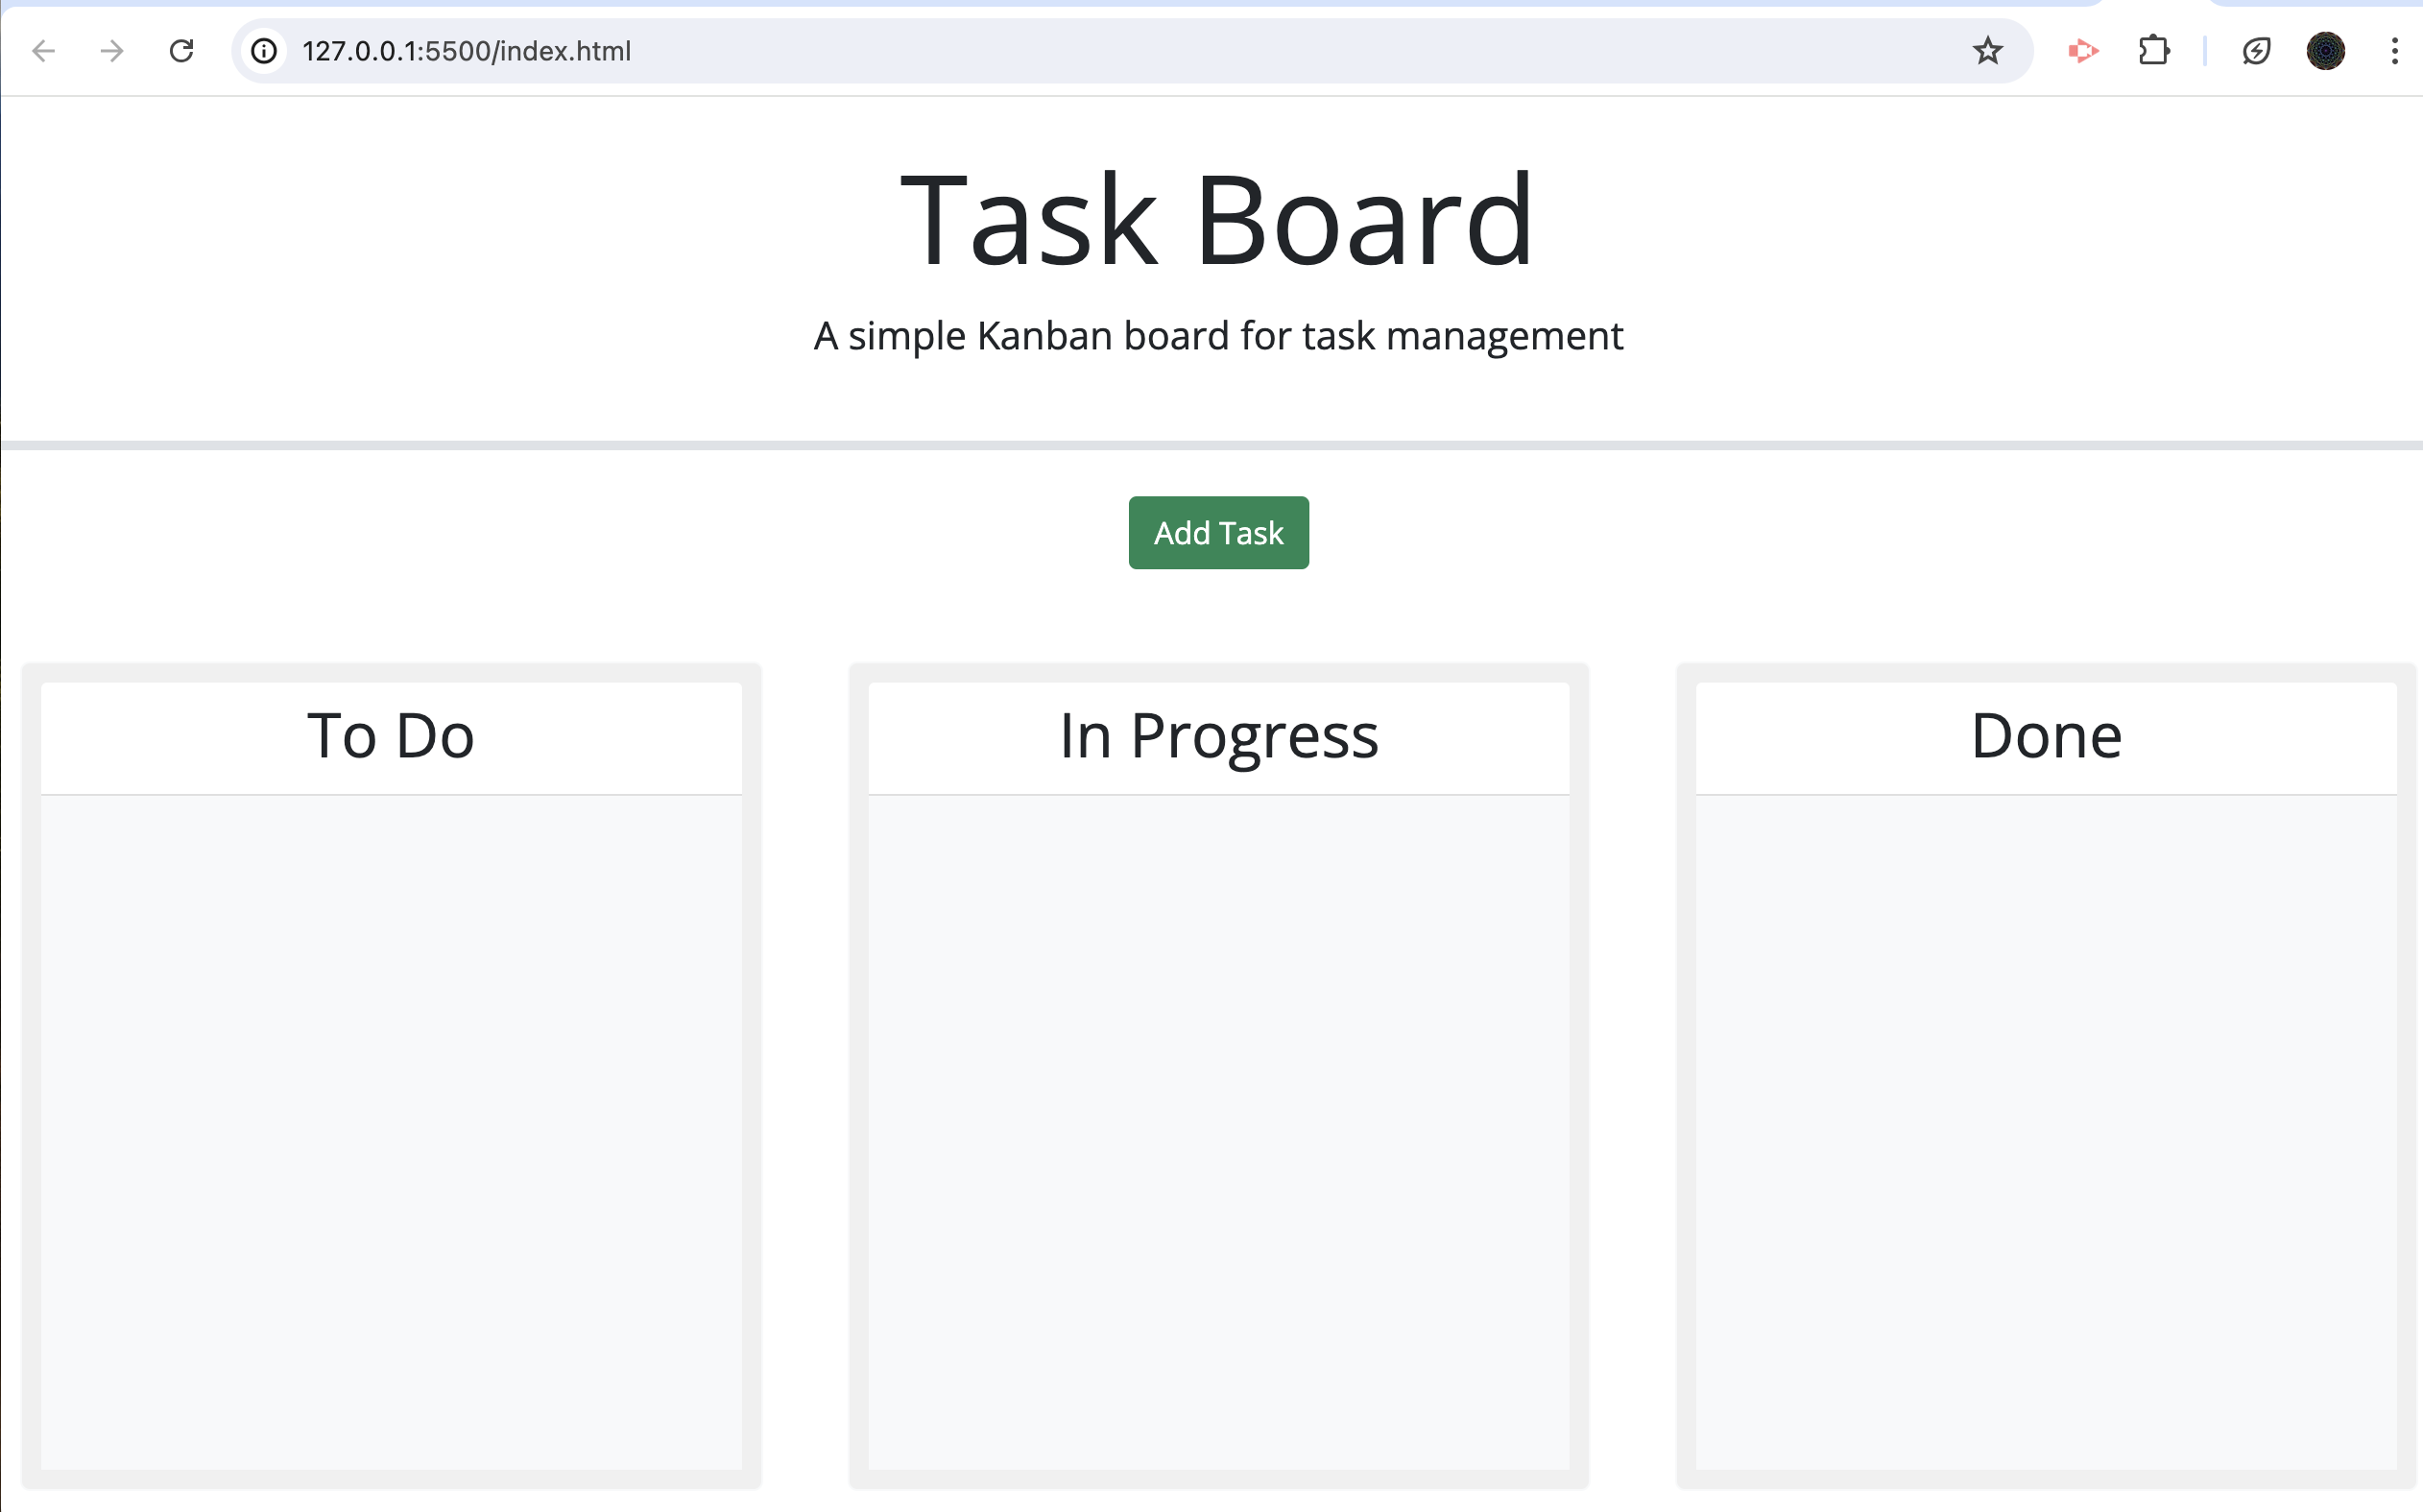 127.0.0.1:5500/index.html
Task Board
A simple Kanban board for task management
Add Task
To Do
In Progress
Done